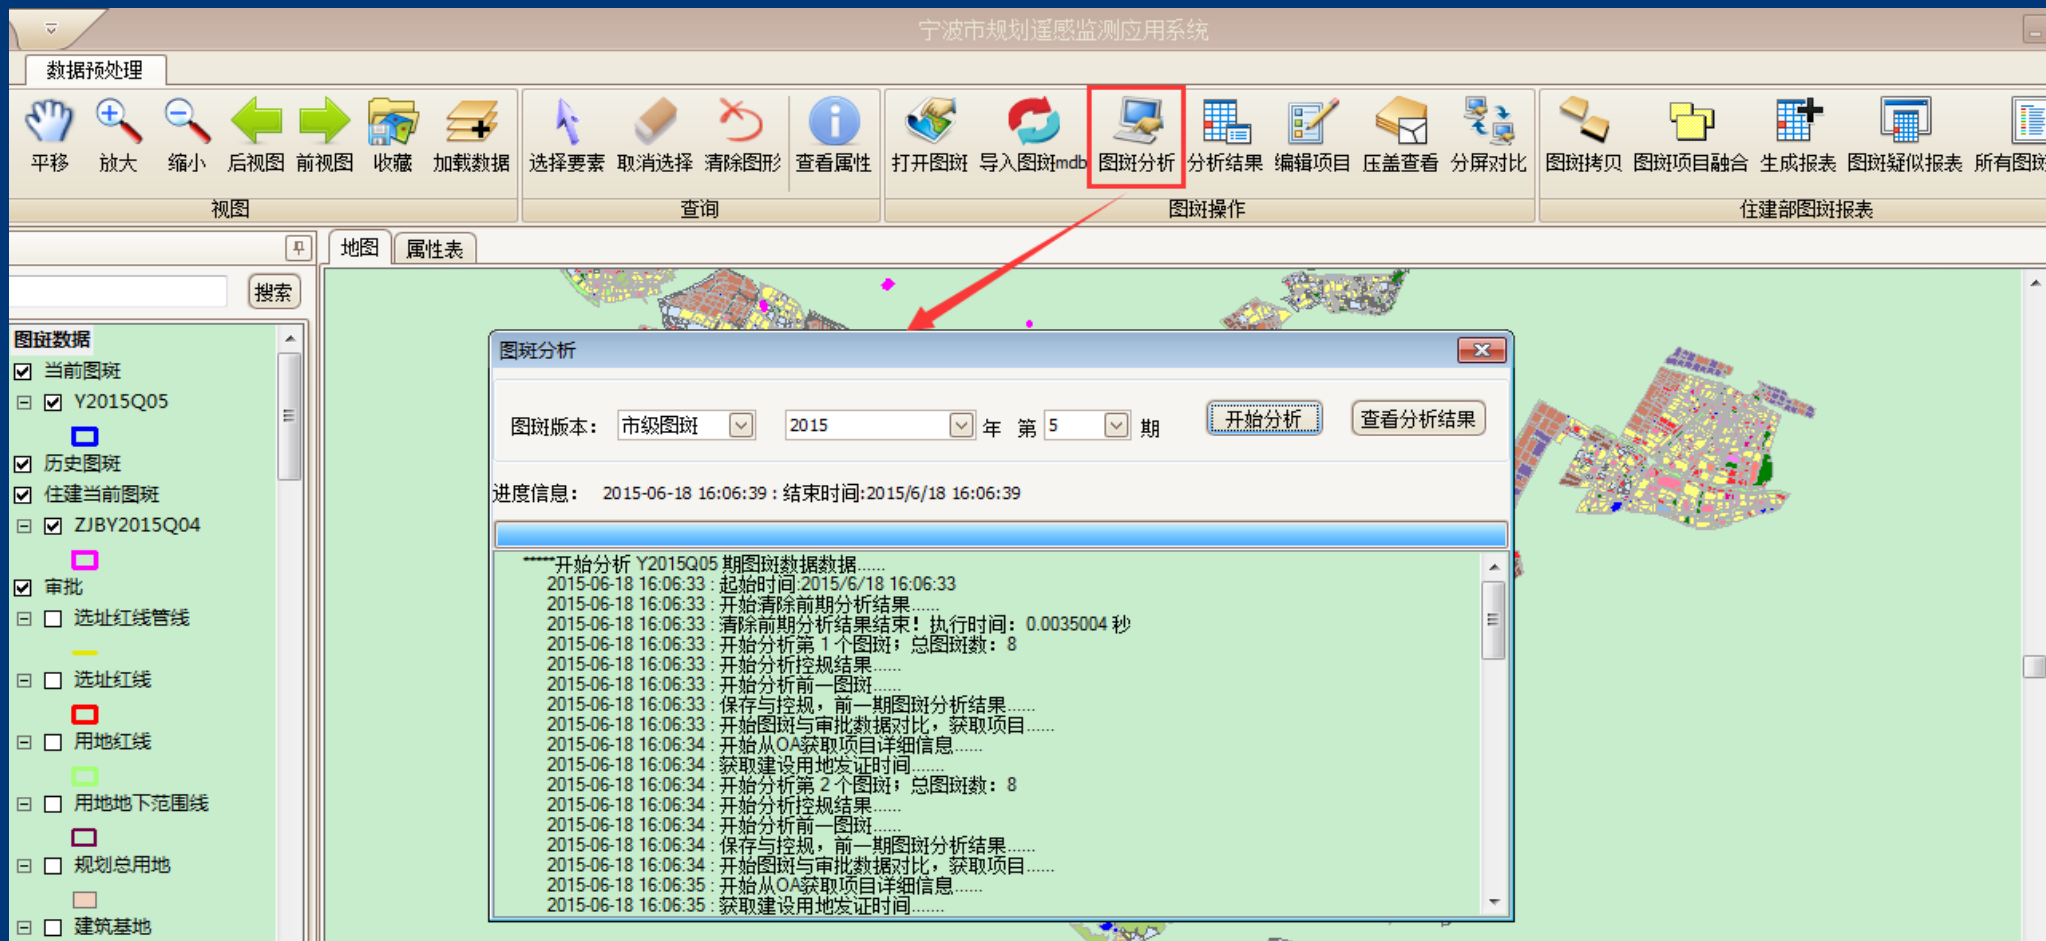 宁波市规划遥感监测应用系统
数据预处理
平移 放大 缩小 后视图 前视图 收藏 加载数据 选择要素 取消选择 清除图形 查看属性 打开图斑 导入图斑mdb 图斑分析 分析结果 编辑项目 压盖查看 分屏对比 图斑拷贝 图斑项目融合 生成报表 图斑疑似报表 所有图斑
视图 查询 图斑操作 住建部图斑报表
地图 属性表
搜索
图斑数据
当前图斑
Y2015Q05
历史图斑
住建当前图斑
ZJBY2015Q04
审批
选址红线管线
选址红线
用地红线
用地地下范围线
规划总用地
建筑基地
图斑分析
图斑版本： 市级图斑 2015 年 第 5 期 开始分析 查看分析结果
进度信息： 2015-06-18 16:06:39 : 结束时间:2015/6/18 16:06:39
*****开始分析 Y2015Q05 期图斑数据数据......
2015-06-18 16:06:33 : 起始时间:2015/6/18 16:06:33
2015-06-18 16:06:33 : 开始清除前期分析结果......
2015-06-18 16:06:33 : 清除前期分析结果结束！执行时间：0.0035004 秒
2015-06-18 16:06:33 : 开始分析第 1 个图斑；总图斑数：8
2015-06-18 16:06:33 : 开始分析控规结果......
2015-06-18 16:06:33 : 开始分析前一图斑......
2015-06-18 16:06:33 : 保存与控规，前一期图斑分析结果......
2015-06-18 16:06:33 : 开始图斑与审批数据对比，获取项目......
2015-06-18 16:06:34 : 开始从OA获取项目详细信息......
2015-06-18 16:06:34 : 获取建设用地发证时间.......
2015-06-18 16:06:34 : 开始分析第 2 个图斑；总图斑数：8
2015-06-18 16:06:34 : 开始分析控规结果......
2015-06-18 16:06:34 : 开始分析前一图斑......
2015-06-18 16:06:34 : 保存与控规，前一期图斑分析结果......
2015-06-18 16:06:34 : 开始图斑与审批数据对比，获取项目......
2015-06-18 16:06:35 : 开始从OA获取项目详细信息......
2015-06-18 16:06:35 : 获取建设用地发证时间.......